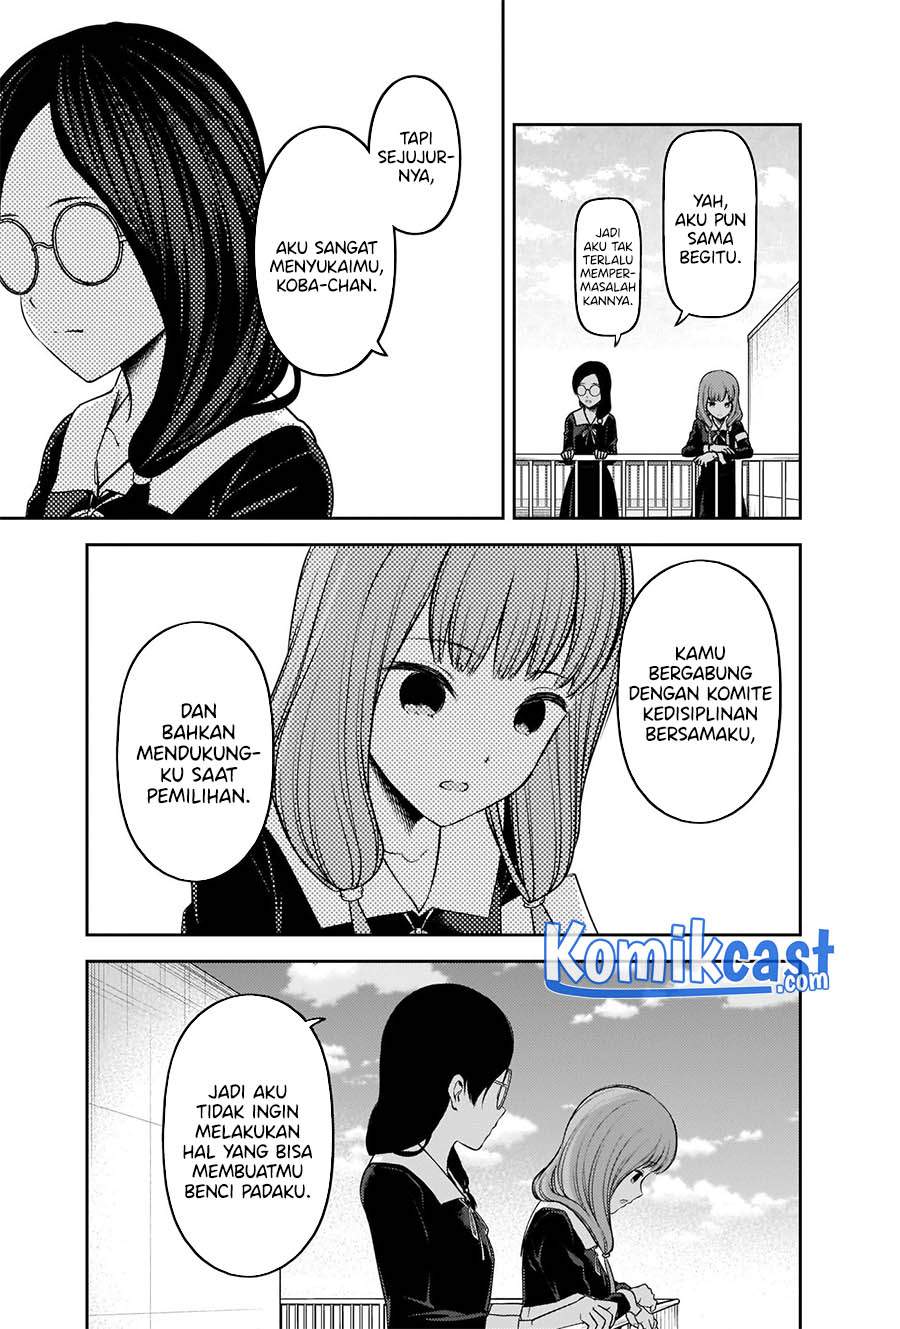 YAH,
AKU PUN
SAMA
BEGITU.
JADI
AKU TAK
TERLALU
MEMPER-
MASALAH
KANNYA.
TAPI
SEJUJUR-
NYA,
AKU SANGAT
MENYUKAIMU,
KOBA-CHAN.
KAMU
BERGABUNG
DENGAN KOMITE
KEDISIPLINAN
BERSAMAKU,
DAN
BAHKAN
MENDUKUNG-
KU SAAT
PEMILIHAN.
Komikcast
.com
JADI AKU
TIDAK INGIN
MELAKUKAN
HAL YANG BISA
MEMBUATMU
BENCI PADAKU.